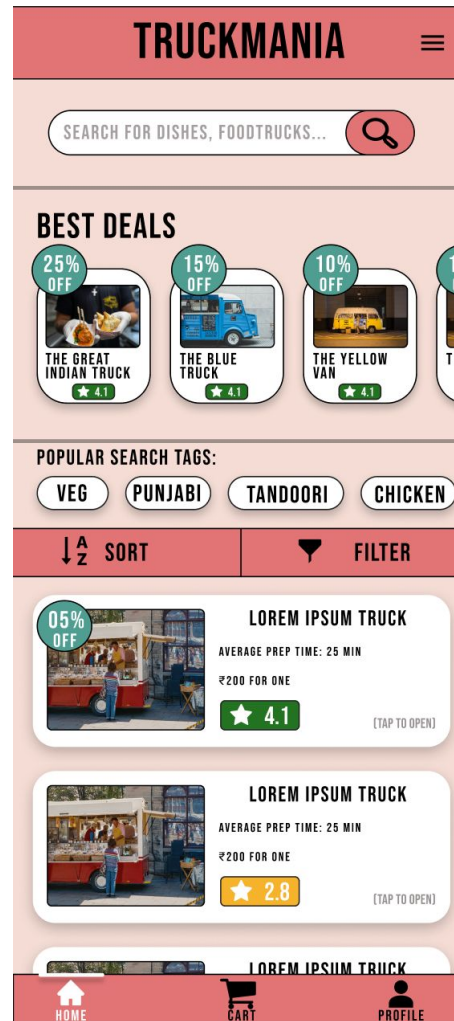 TRUCKMANIA
SEARCH FOR DISHES, FOODTRUCKS...
BEST DEALS
25%
OFF
15%
OFF
10%
OFF
THE GREAT
INDIAN TRUCK
4.1
THE BLUE
TRUCK
4.1
THE YELLOW
VAN
4.1
POPULAR SEARCH TAGS:
VEG
PUNJABI
TANDOORI
CHICKEN
A
Z
SORT
FILTER
05%
OFF
LOREM IPSUM TRUCK
AVERAGE PREP TIME: 25 MIN
₹200 FOR ONE
4.1
(TAP TO OPEN)
LOREM IPSUM TRUCK
AVERAGE PREP TIME: 25 MIN
₹200 FOR ONE
2.8
(TAP TO OPEN)
LOREM IPSUM TRUCK
HOME
CART
PROFILE